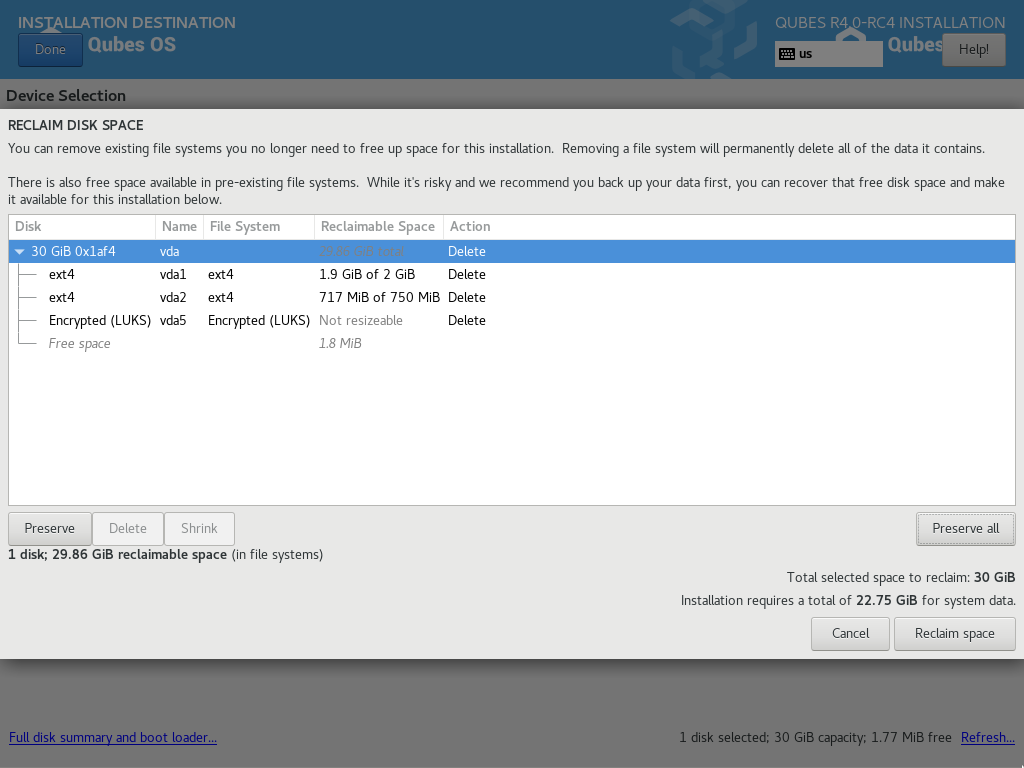 INSTALLATION DESTINATION
QUBES R4.0-RC4 INSTALLATION
Done
Qubes OS
us
Qubes
Help!
Device Selection
RECLAIM DISK SPACE
You can remove existing file systems you no longer need to free up space for this installation.  Removing a file system will permanently delete all of the data it contains.
There is also free space available in pre-existing file systems.  While it's risky and we recommend you back up your data first, you can recover that free disk space and make
it available for this installation below.
Disk Name File System Reclaimable Space Action
30 GiB 0x1af4 vda Delete
ext4 vda1 ext4 1.9 GiB of 2 GiB Delete
ext4 vda2 ext4 717 MiB of 750 MiB Delete
Encrypted (LUKS) vda5 Encrypted (LUKS) Not resizeable Delete
Free space 1.8 MiB
Preserve Delete Shrink Preserve all
1 disk; 29.86 GiB reclaimable space (in file systems)
Total selected space to reclaim: 30 GiB
Installation requires a total of 22.75 GiB for system data.
Cancel Reclaim space
Full disk summary and boot loader... 1 disk selected; 30 GiB capacity; 1.77 MiB free Refresh...